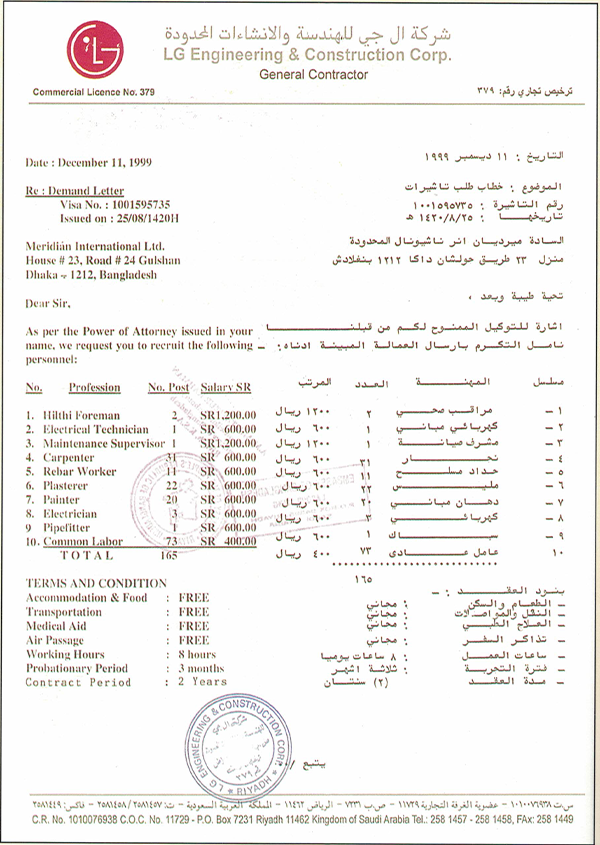 LG
شركة ال جي للهندسة والانشاءات المحدودة
LG Engineering & Construction Corp.
General Contractor
Commercial Licence No. 379
ترخيص تجاري رقم: ٣٧٩
Date : December 11, 1999
التاريخ : ١١ ديسمبر ١٩٩٩
Re : Demand Letter
الموضوع : خطاب طلب تاشيرات
Visa No. : 1001595735
رقم التاشيرة : ١٠٠١٥٩٥٧٣٥
Issued on : 25/08/1420H
تاريخها : ١٤٢٠/٨/٢٥ هـ
Meridian International Ltd.
House # 23, Road # 24 Gulshan
Dhaka - 1212, Bangladesh
السادة ميرديان انر ناشيونال المحدودة
منزل ٢٣ طريق جولشان داكا ١٢١٢ بنغلادش
Dear Sir,
تحية طيبة وبعد ،
As per the Power of Attorney issued in your
name, we request you to recruit the following
personnel:
اشارة للتوكيل الممنوح لكم من قبلنا
نامل التكرم بارسال العمالة المبينة ادناه :
No. Profession No. Post Salary SR
مسلسل المهنة العدد المرتب
1. Hilthi Foreman 2 SR1,200.00
١ - مراقب صحي ٢ ١٢٠٠ ريال
2. Electrical Technician 1 SR 600.00
٢ - كهربائي مباني ١ ٦٠٠ ريال
3. Maintenance Supervisor 1 SR1,200.00
٣ - مشرف صيانة ١ ١٢٠٠ ريال
4. Carpenter 31 SR 600.00
٤ - نجار ٣١ ٦٠٠ ريال
5. Rebar Worker 11 SR 600.00
٥ - حداد مسلح ١١ ٦٠٠ ريال
6. Plasterer 22 SR 600.00
٦ - مليس ٢٢ ٦٠٠ ريال
7. Painter 20 SR 600.00
٧ - دهان مباني ٢٠ ٦٠٠ ريال
8. Electrician 3 SR 600.00
٨ - كهربائي ٣ ٦٠٠ ريال
9 Pipefitter 1 SR 600.00
٩ - سباك ١ ٦٠٠ ريال
10. Common Labor 73 SR 400.00
١٠ عامل عادى ٧٣ ٤٠٠ ريال
TOTAL 165
١٦٥
TERMS AND CONDITION
بنود العقد : -
Accommodation & Food : FREE
- الطعام والسكن : مجاني
Transportation : FREE
- النقل والمواصلات : مجاني
Medical Aid : FREE
- العلاج الطبي : مجاني
Air Passage : FREE
- تذاكر السفر : مجاني
Working Hours : 8 hours
- ساعات العمل : ٨ ساعات يوميا
Probationary Period : 3 months
- فترة التجربة : ثلاثة اشهر
Contract Period : 2 Years
- مدة العقد : (٢) سنتان
LG ENGINEERING & CONSTRUCTION CORP.
RIYADH
يتبع /
س.ت ١٠١٠٠٧٦٩٣٨ - عضوية الغرفة التجارية ١١٧٢٩ - ص.ب ٧٢٣١ - الرياض ١١٤٦٢ - المملكة العربية السعودية - ت: ٢٥٨١٤٥٧ / ٢٥٨١٤٥٨ - فاكس: ٢٥٨١٤٤٩
C.R. No. 1010076938 C.O.C. No. 11729 - P.O. Box 7231 Riyadh 11462 Kingdom of Saudi Arabia Tel.: 258 1457 - 258 1458, FAX: 258 1449